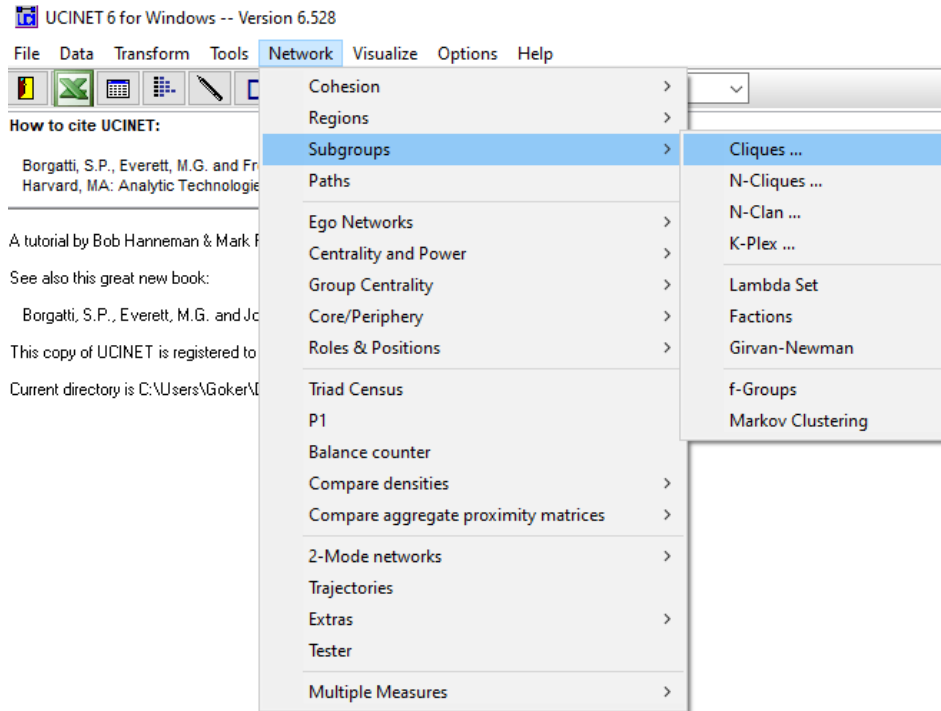 UCINET 6 for Windows -- Version 6.528
File Data Transform Tools Network Visualize Options Help
How to cite UCINET:
Borgatti, S.P., Everett, M.G. and
Harvard, MA: Analytic
A tutorial by Bob Hanneman & Mark
See also this great new book:
Borgatti, S.P., Everett, M.G. and
This copy of UCINET is registered to
Current directory is C:\Users\Goker\
Cohesion
Regions
Subgroups
Paths
Ego Networks
Centrality and Power
Group Centrality
Core/Periphery
Roles & Positions
Triad Census
P1
Balance counter
Compare densities
Compare aggregate proximity matrices
2-Mode networks
Trajectories
Extras
Tester
Multiple Measures
Cliques ...
N-Cliques ...
N-Clan ...
K-Plex ...
Lambda Set
Factions
Girvan-Newman
f-Groups
Markov Clustering